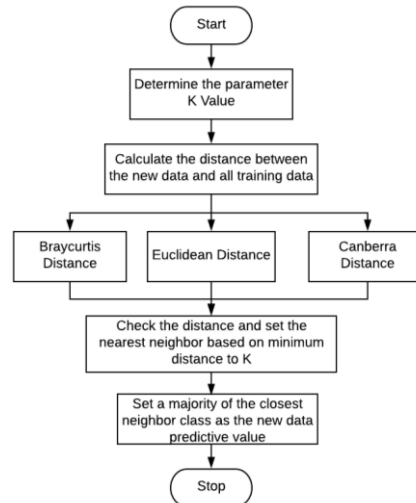 Start
Determine the parameter
K Value
Calculate the distance between
the new data and all training data
Braycurtis
Distance
Euclidean Distance
Canberra
Distance
Check the distance and set the
nearest neighbor based on minimum
distance to K
Set a majority of the closest
neighbor class as the new data
predictive value
Stop